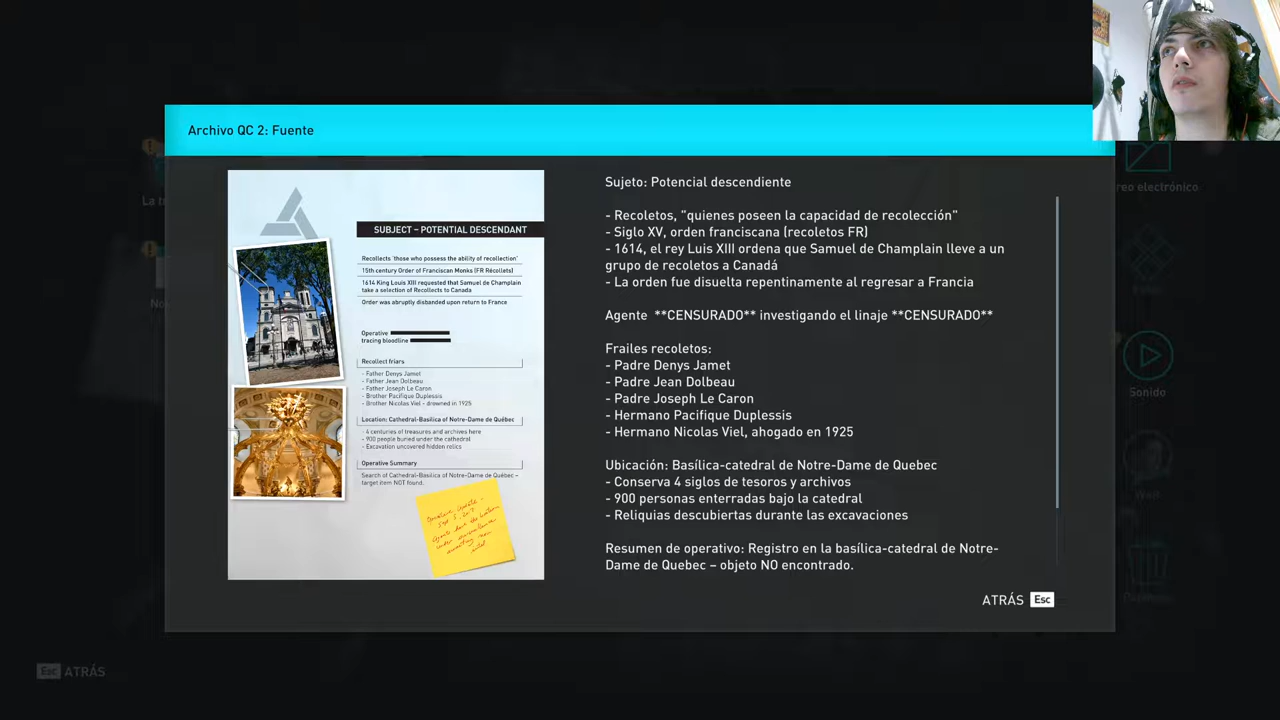 Archivo QC 2: Fuente
SUBJECT – POTENTIAL DESCENDANT
Recollects 'those who possess the ability of recollection'
15th century Order of Franciscan Monks (FR Récollets)
1614 King Louis XIII requested that Samuel de Champlain
take a selection of Recollects to Canada
Order was abruptly disbanded upon return to France
Operative
tracing bloodline
Recollect friars
- Father Denys Jamet
- Father Jean Dolbeau
- Father Joseph Le Caron
- Brother Pacifique Duplessis
- Brother Nicolas Viel - drowned in 1925
Location: Cathedral-Basilica of Notre-Dame de Québec
- 4 centuries of treasures and archives here
- 900 people buried under the cathedral
- Excavation uncovered hidden relics
Operative Summary
Search of Cathedral-Basilica of Notre-Dame de Québec –
target item NOT found.
Sujeto: Potencial descendiente
- Recoletos, "quienes poseen la capacidad de recolección"
- Siglo XV, orden franciscana (recoletos FR)
- 1614, el rey Luis XIII ordena que Samuel de Champlain lleve a un
grupo de recoletos a Canadá
- La orden fue disuelta repentinamente al regresar a Francia
Agente **CENSURADO** investigando el linaje **CENSURADO**
Frailes recoletos:
- Padre Denys Jamet
- Padre Jean Dolbeau
- Padre Joseph Le Caron
- Hermano Pacifique Duplessis
- Hermano Nicolas Viel, ahogado en 1925
Ubicación: Basílica-catedral de Notre-Dame de Quebec
- Conserva 4 siglos de tesoros y archivos
- 900 personas enterradas bajo la catedral
- Reliquias descubiertas durante las excavaciones
Resumen de operativo: Registro en la basílica-catedral de Notre-
Dame de Quebec – objeto NO encontrado.
ATRÁS Esc
La
reo electrónico
Sonido
No
Esc ATRÁS